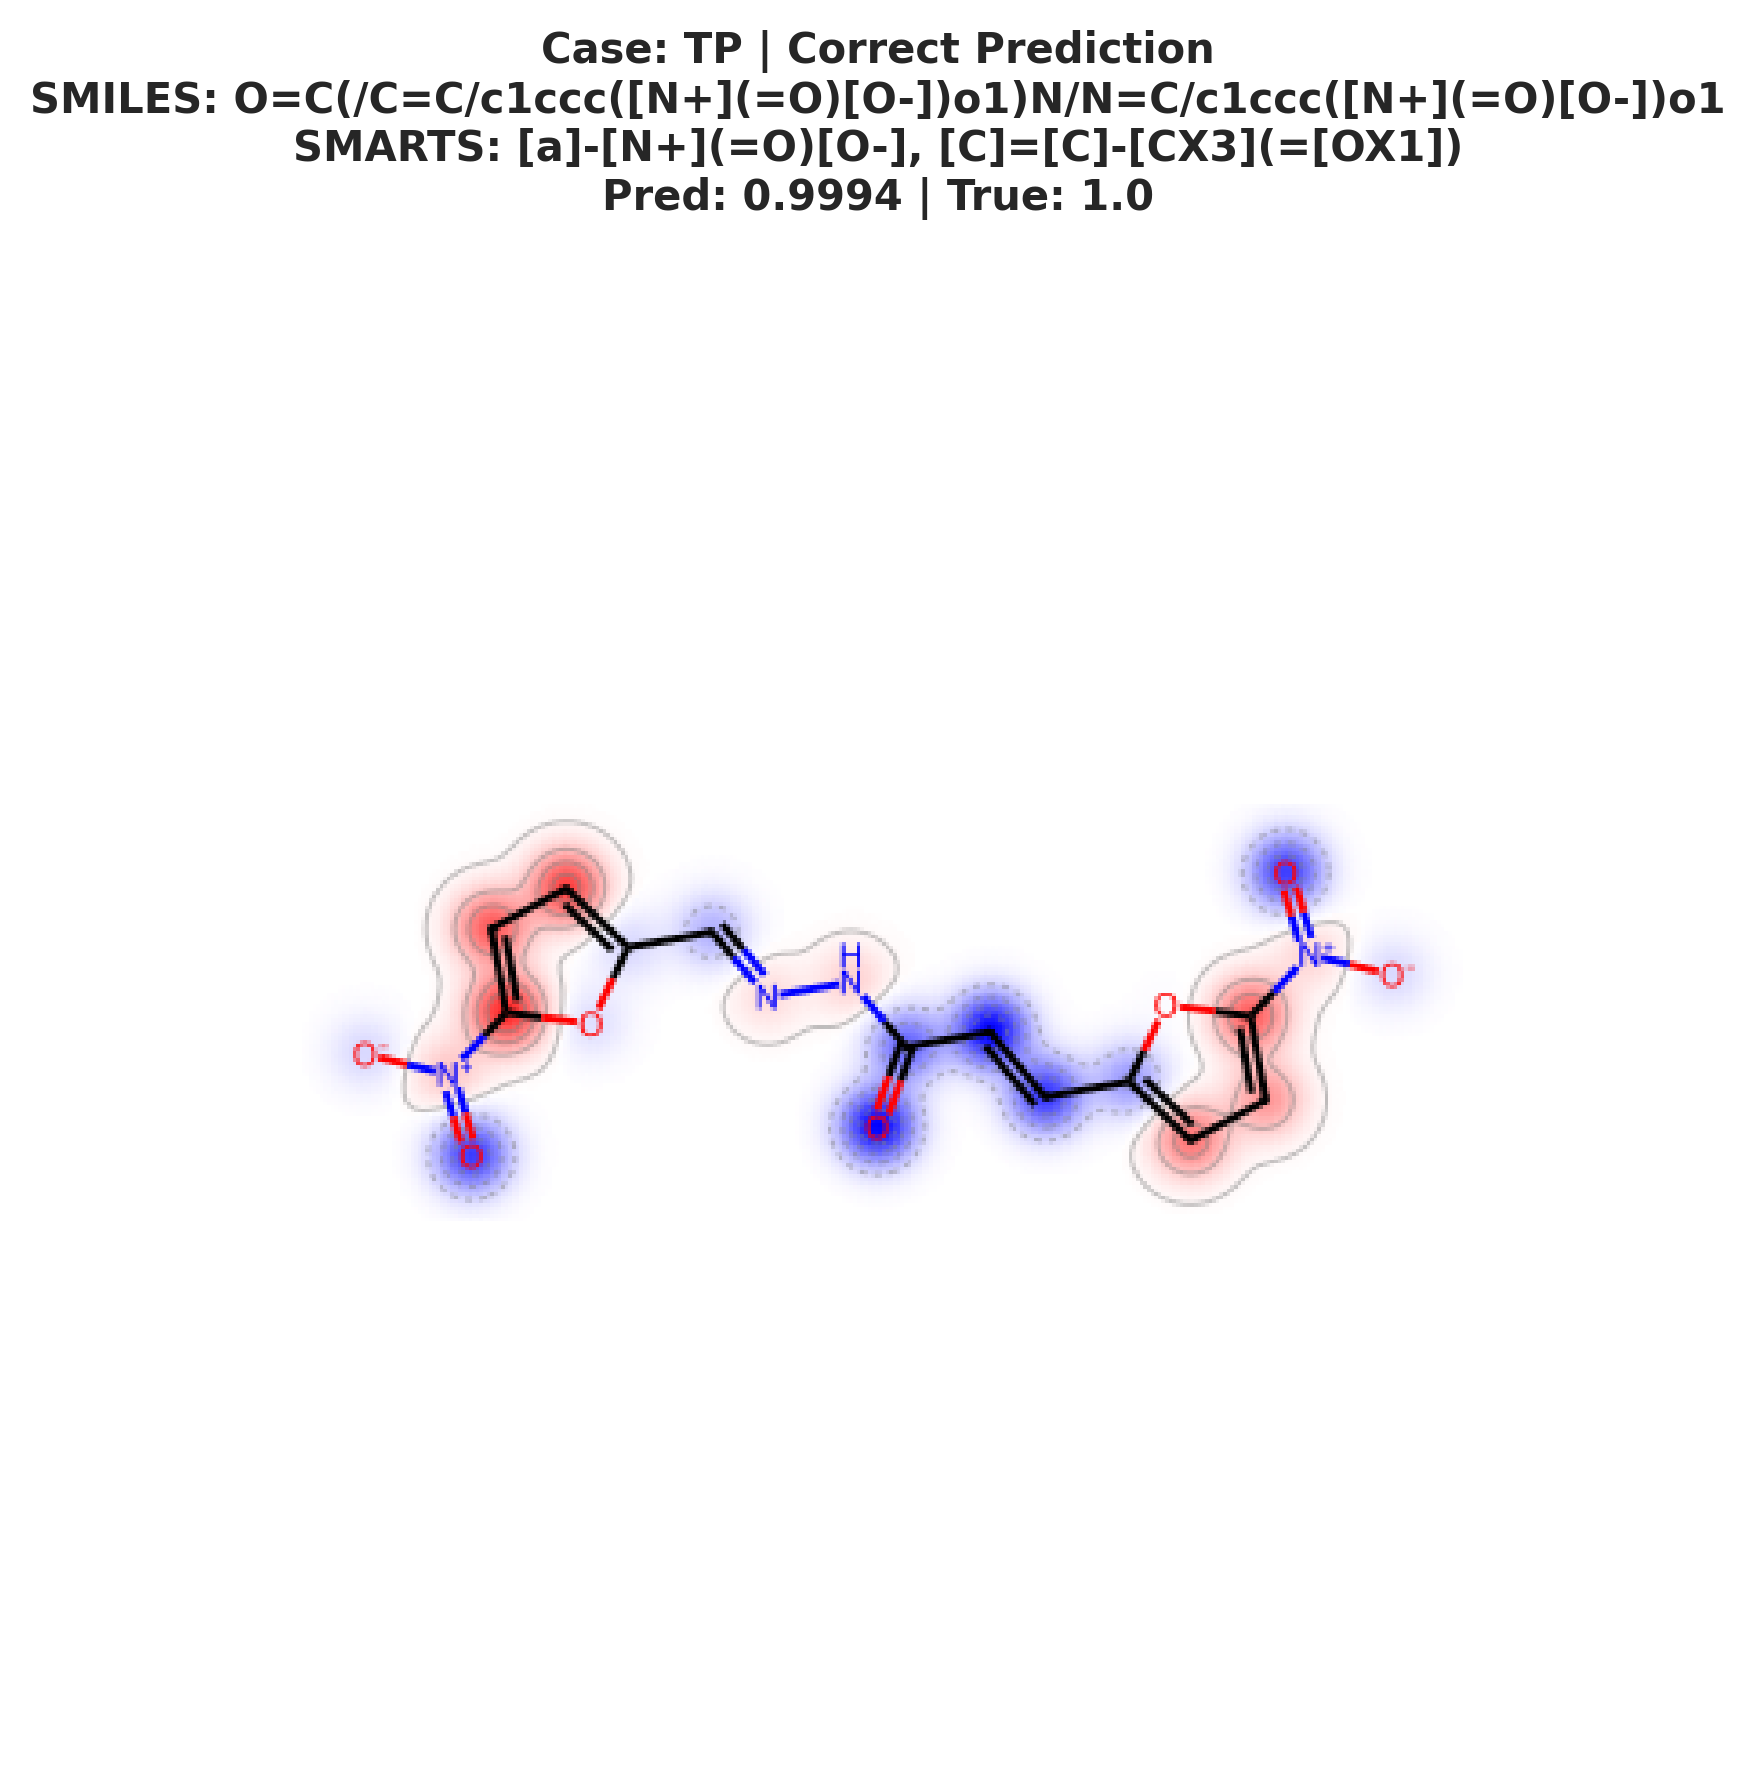 Case: TP | Correct Prediction
SMILES: O=C(/C=C/c1ccc([N+](=O)[O-])o1)N/N=C/c1ccc([N+](=O)[O-])o1
SMARTS: [a]-[N+](=O)[O-], [C]=[C]-[CX3](=[OX1])
Pred: 0.9994 | True: 1.0
O
N+
O-
H
N
N
O
O
O-
N+
O
O
O